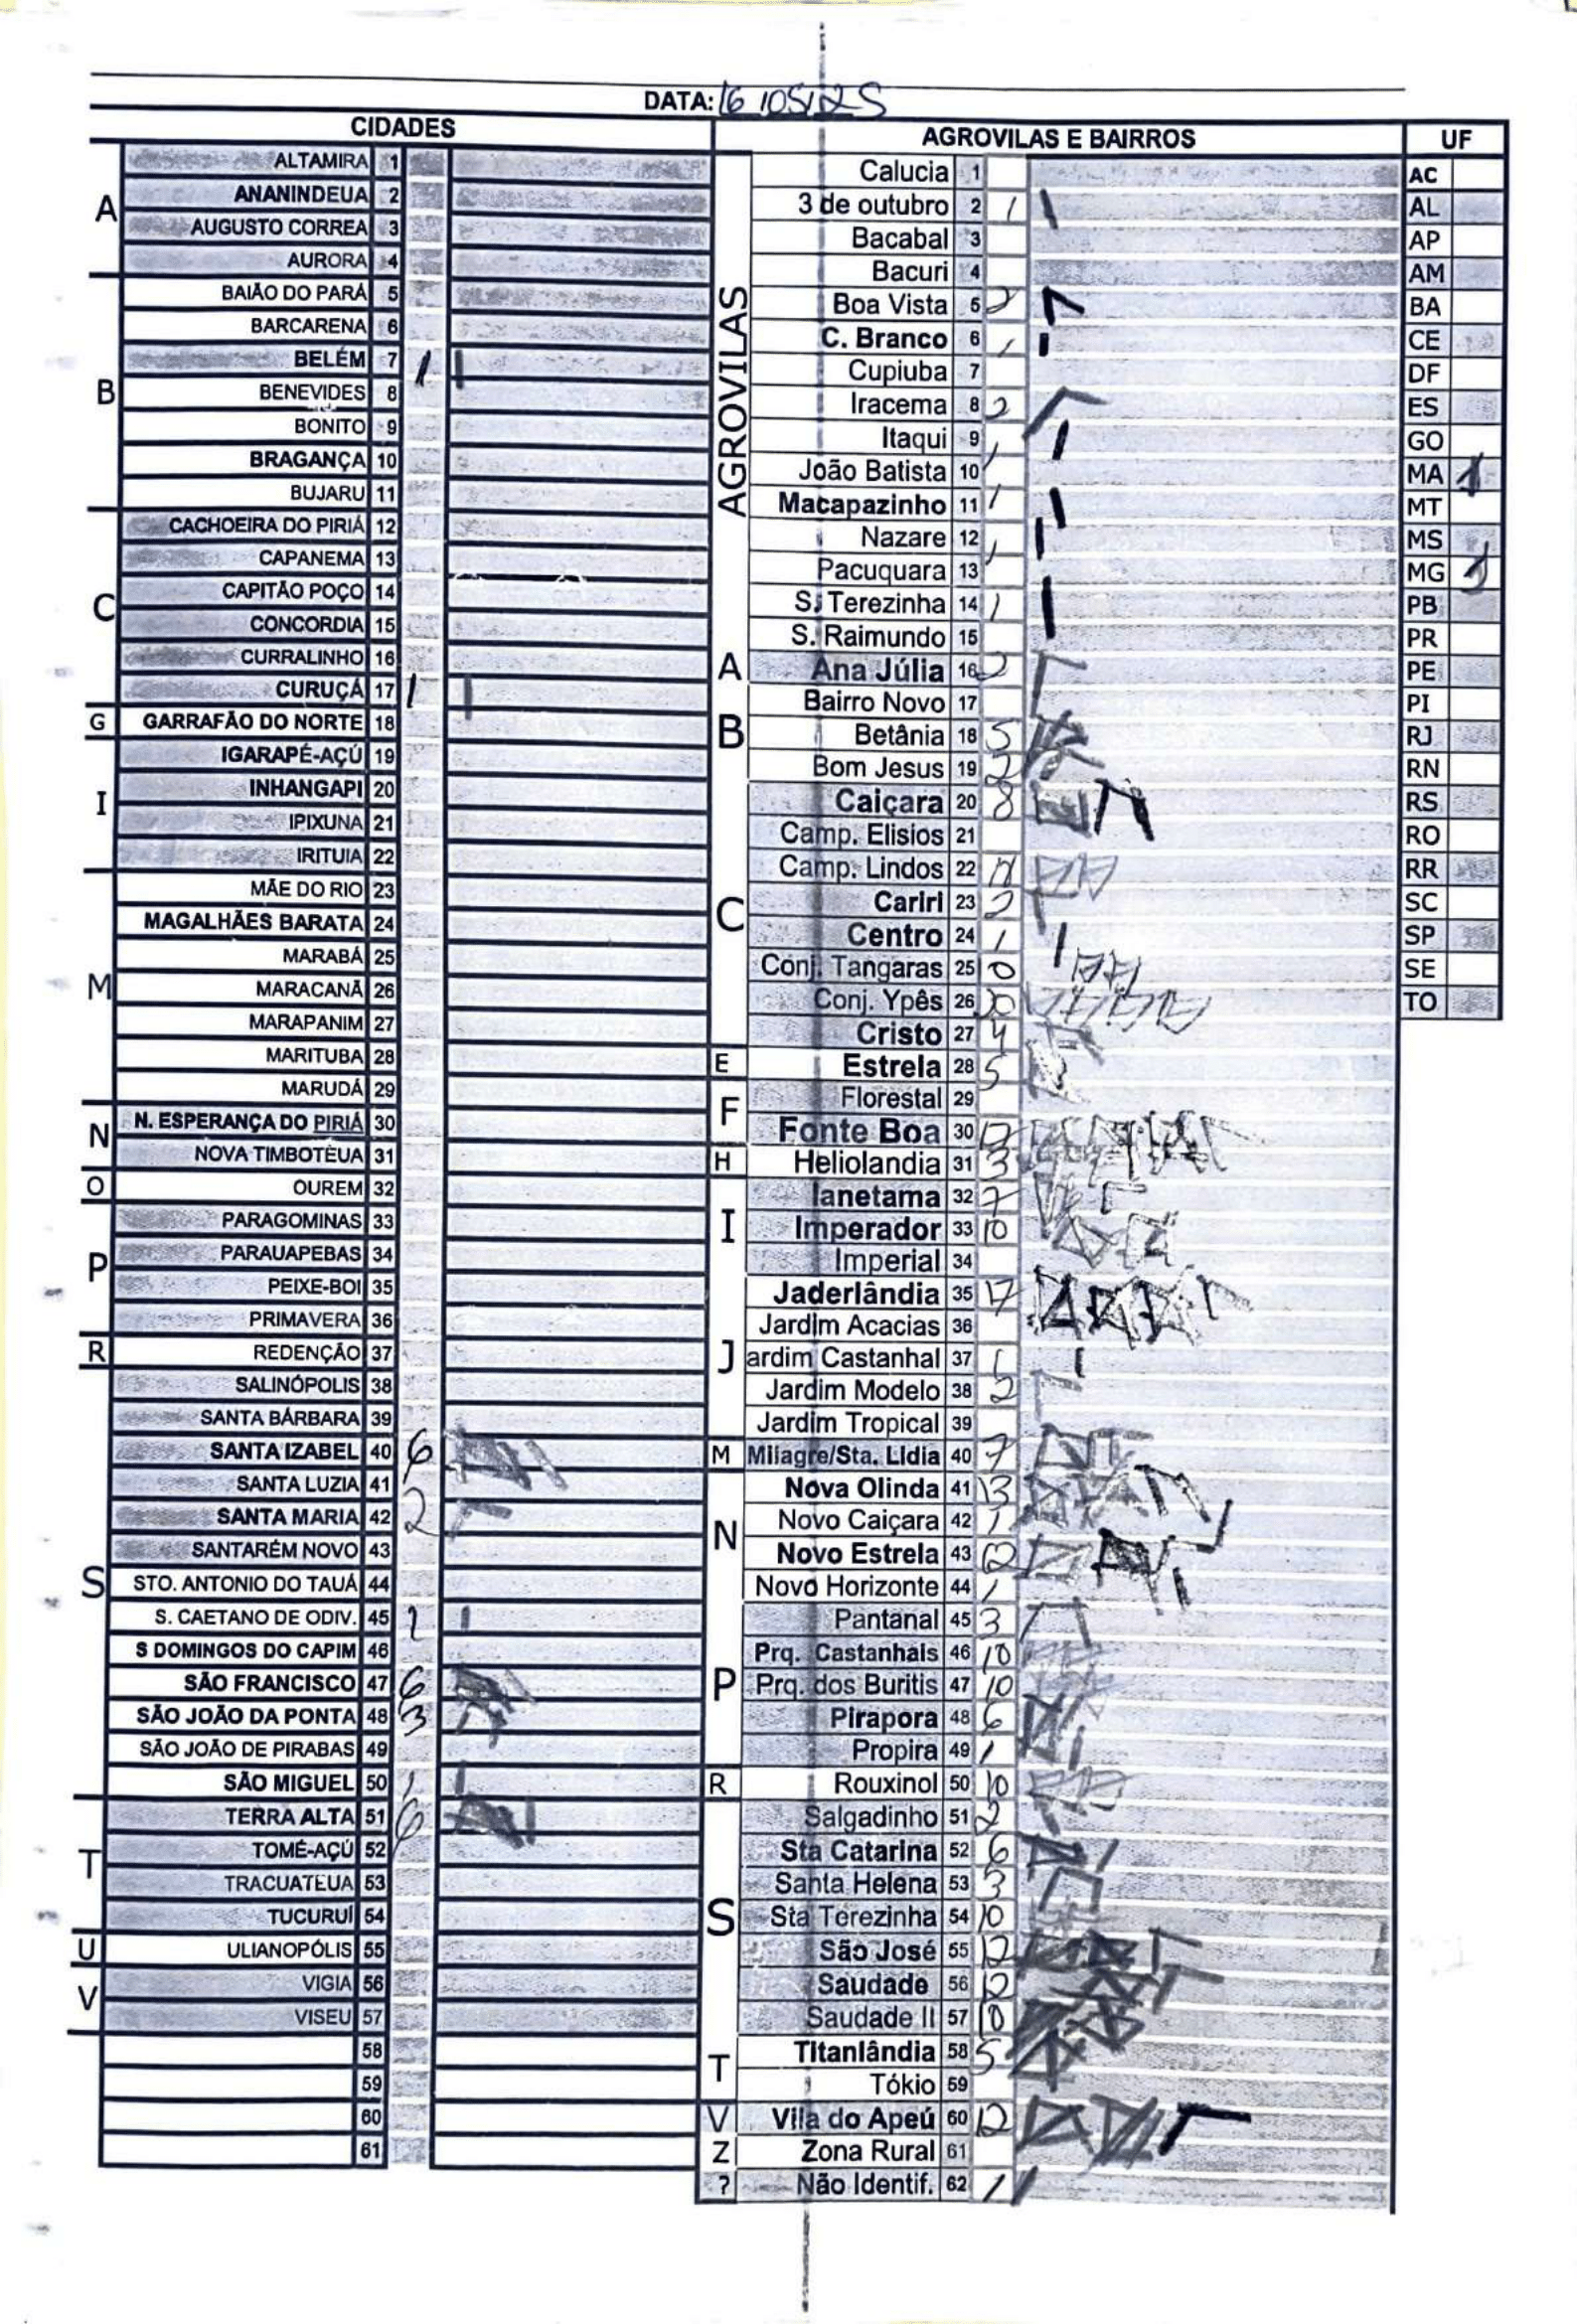 DATA: 16/05/25
CIDADES
A
ALTAMIRA 1
ANANINDEUA 2
AUGUSTO CORREA 3
AURORA 4
B
BAIÃO DO PARÁ 5
BARCARENA 6
BELÉM 7 1
BENEVIDES 8
BONITO 9
BRAGANÇA 10
BUJARU 11
C
CACHOEIRA DO PIRIÁ 12
CAPANEMA 13
CAPITÃO POÇO 14
CONCORDIA 15
CURRALINHO 16
CURUÇÁ 17 1
G
GARRAFÃO DO NORTE 18
I
IGARAPÉ-AÇÚ 19
INHANGAPI 20
IPIXUNA 21
IRITUIA 22
M
MÃE DO RIO 23
MAGALHÃES BARATA 24
MARABÁ 25
MARACANÃ 26
MARAPANIM 27
MARITUBA 28
MARUDÁ 29
N
N. ESPERANÇA DO PIRIÁ 30
NOVA TIMBOTEUA 31
O
OUREM 32
P
PARAGOMINAS 33
PARAUAPEBAS 34
PEIXE-BOI 35
PRIMAVERA 36
R
REDENÇÃO 37
S
SALINÓPOLIS 38
SANTA BÁRBARA 39
SANTA IZABEL 40 6
SANTA LUZIA 41
SANTA MARIA 42 2
SANTARÉM NOVO 43
STO. ANTONIO DO TAUÁ 44
S. CAETANO DE ODIV. 45 1
S DOMINGOS DO CAPIM 46
SÃO FRANCISCO 47 6
SÃO JOÃO DA PONTA 48 3
SÃO JOÃO DE PIRABAS 49
SÃO MIGUEL 50 1
T
TERRA ALTA 51 6
TOMÉ-AÇÚ 52
TRACUATEUA 53
TUCURUÍ 54
U
ULIANOPÓLIS 55
V
VIGIA 56
VISEU 57
58
59
60
61
AGROVILAS E BAIRROS
AGROVILAS
Calucia 1
3 de outubro 2 1
Bacabal 3
Bacuri 4
Boa Vista 5 2
C. Branco 6 1
Cupiuba 7
Iracema 8 2
Itaqui 9 1
João Batista 10
Macapazinho 11 1
Nazare 12 1
Pacuquara 13
S. Terezinha 14 1
S. Raimundo 15
A
Ana Júlia 16 2
B
Bairro Novo 17
Betânia 18 5
Bom Jesus 19 2
C
Caiçara 20 8
Camp. Elisios 21
Camp. Lindos 22
Cariri 23 2
Centro 24 1
Conj. Tangaras 25
Conj. Ypês 26
Cristo 27 4
E
Estrela 28 5
F
Florestal 29
Fonte Boa 30 17
H
Heliolandia 31 3
I
Ianetama 32 7
Imperador 33 10
Imperial 34
J
Jaderlândia 35 17
Jardim Acacias 36
Jardim Castanhal 37 1
Jardim Modelo 38 2
Jardim Tropical 39
M
Milagre/Sta. Lidia 40 7
N
Nova Olinda 41 13
Novo Caiçara 42 1
Novo Estrela 43 12
Novo Horizonte 44 1
P
Pantanal 45 3
Prq. Castanhais 46 10
Prq. dos Buritis 47 10
Pirapora 48 6
Propira 49 1
R
Rouxinol 50 10
S
Salgadinho 51 2
Sta Catarina 52 6
Santa Helena 53 3
Sta Terezinha 54 10
São José 55 12
Saudade 56 12
Saudade II 57 10
T
Titanlândia 58 5
Tókio 59
V
Vila do Apeú 60 12
Z
Zona Rural 61
?
Não Identif. 62 1
UF
AC
AL
AP
AM
BA
CE
DF
ES
GO
MA 1
MT
MS
MG 1
PB
PR
PE
PI
RJ
RN
RS
RO
RR
SC
SP
SE
TO